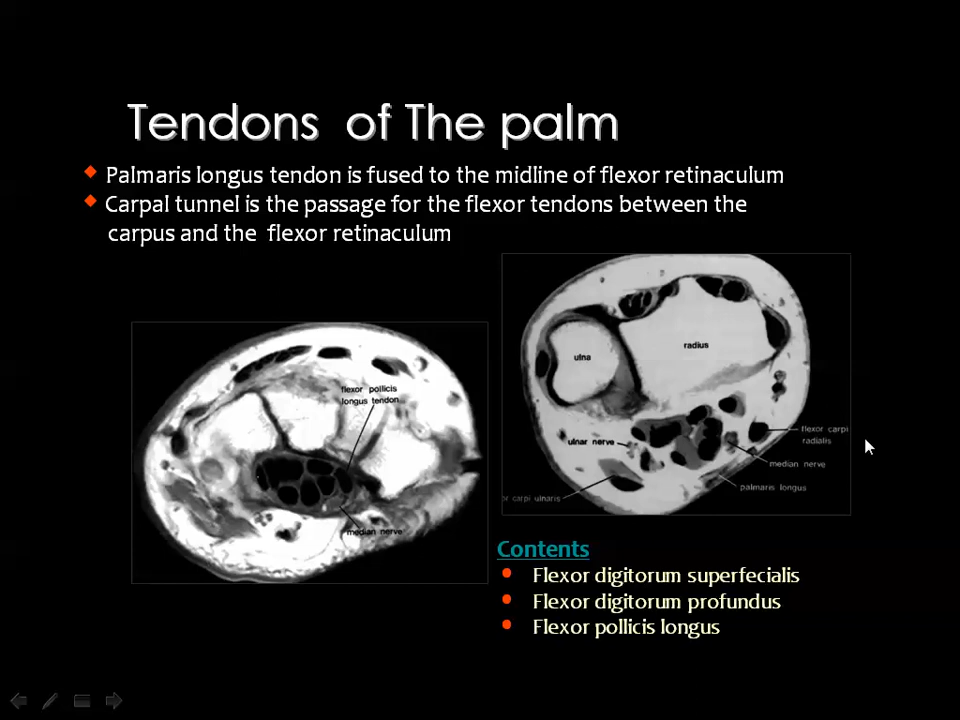 Tendons of The palm
Palmaris longus tendon is fused to the midline of flexor retinaculum
Carpal tunnel is the passage for the flexor tendons between the
carpus and the flexor retinaculum
flexor pollicis
longus tendon
median nerve
ulna
radius
ulnar nerve
flexor carpi
radialis
median nerve
palmaris longus
or carpi ulnaris
Contents
Flexor digitorum superfecialis
Flexor digitorum profundus
Flexor pollicis longus